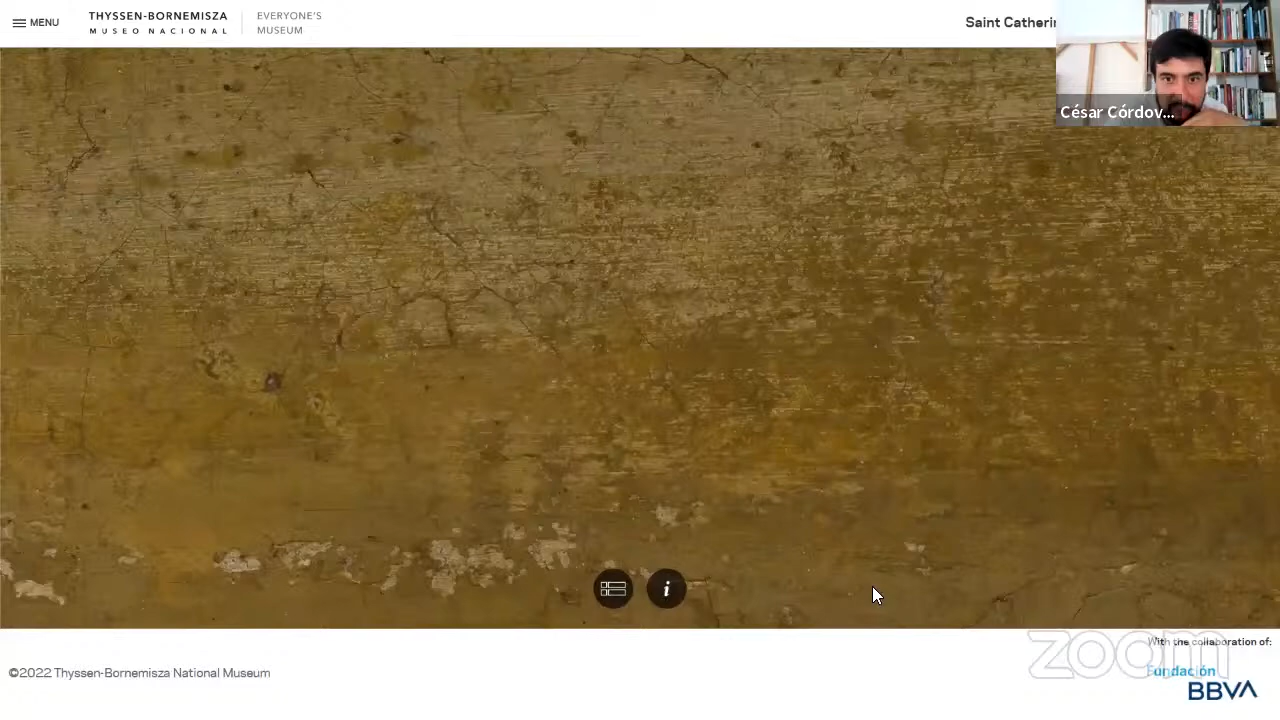 MENU
THYSSEN-BORNEMISZA
MUSEO NACIONAL
EVERYONE'S
MUSEUM
Saint Catherin
César Córdov...
i
With the collaboration of:
zoom
Fundación
BBVA
©2022 Thyssen-Bornemisza National Museum